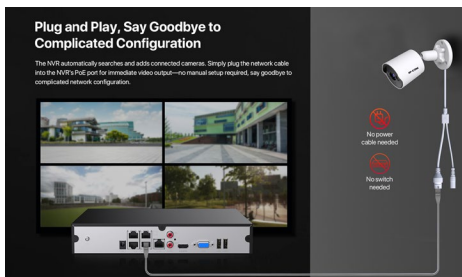 Plug and Play, Say Goodbye to
Complicated Configuration
The NVR automatically searches and adds connected cameras. Simply plug the network cable
into the NVR's PoE port for immediate video output—no manual setup required, say goodbye to
complicated network configuration.
No power
cable needed
No switch
needed